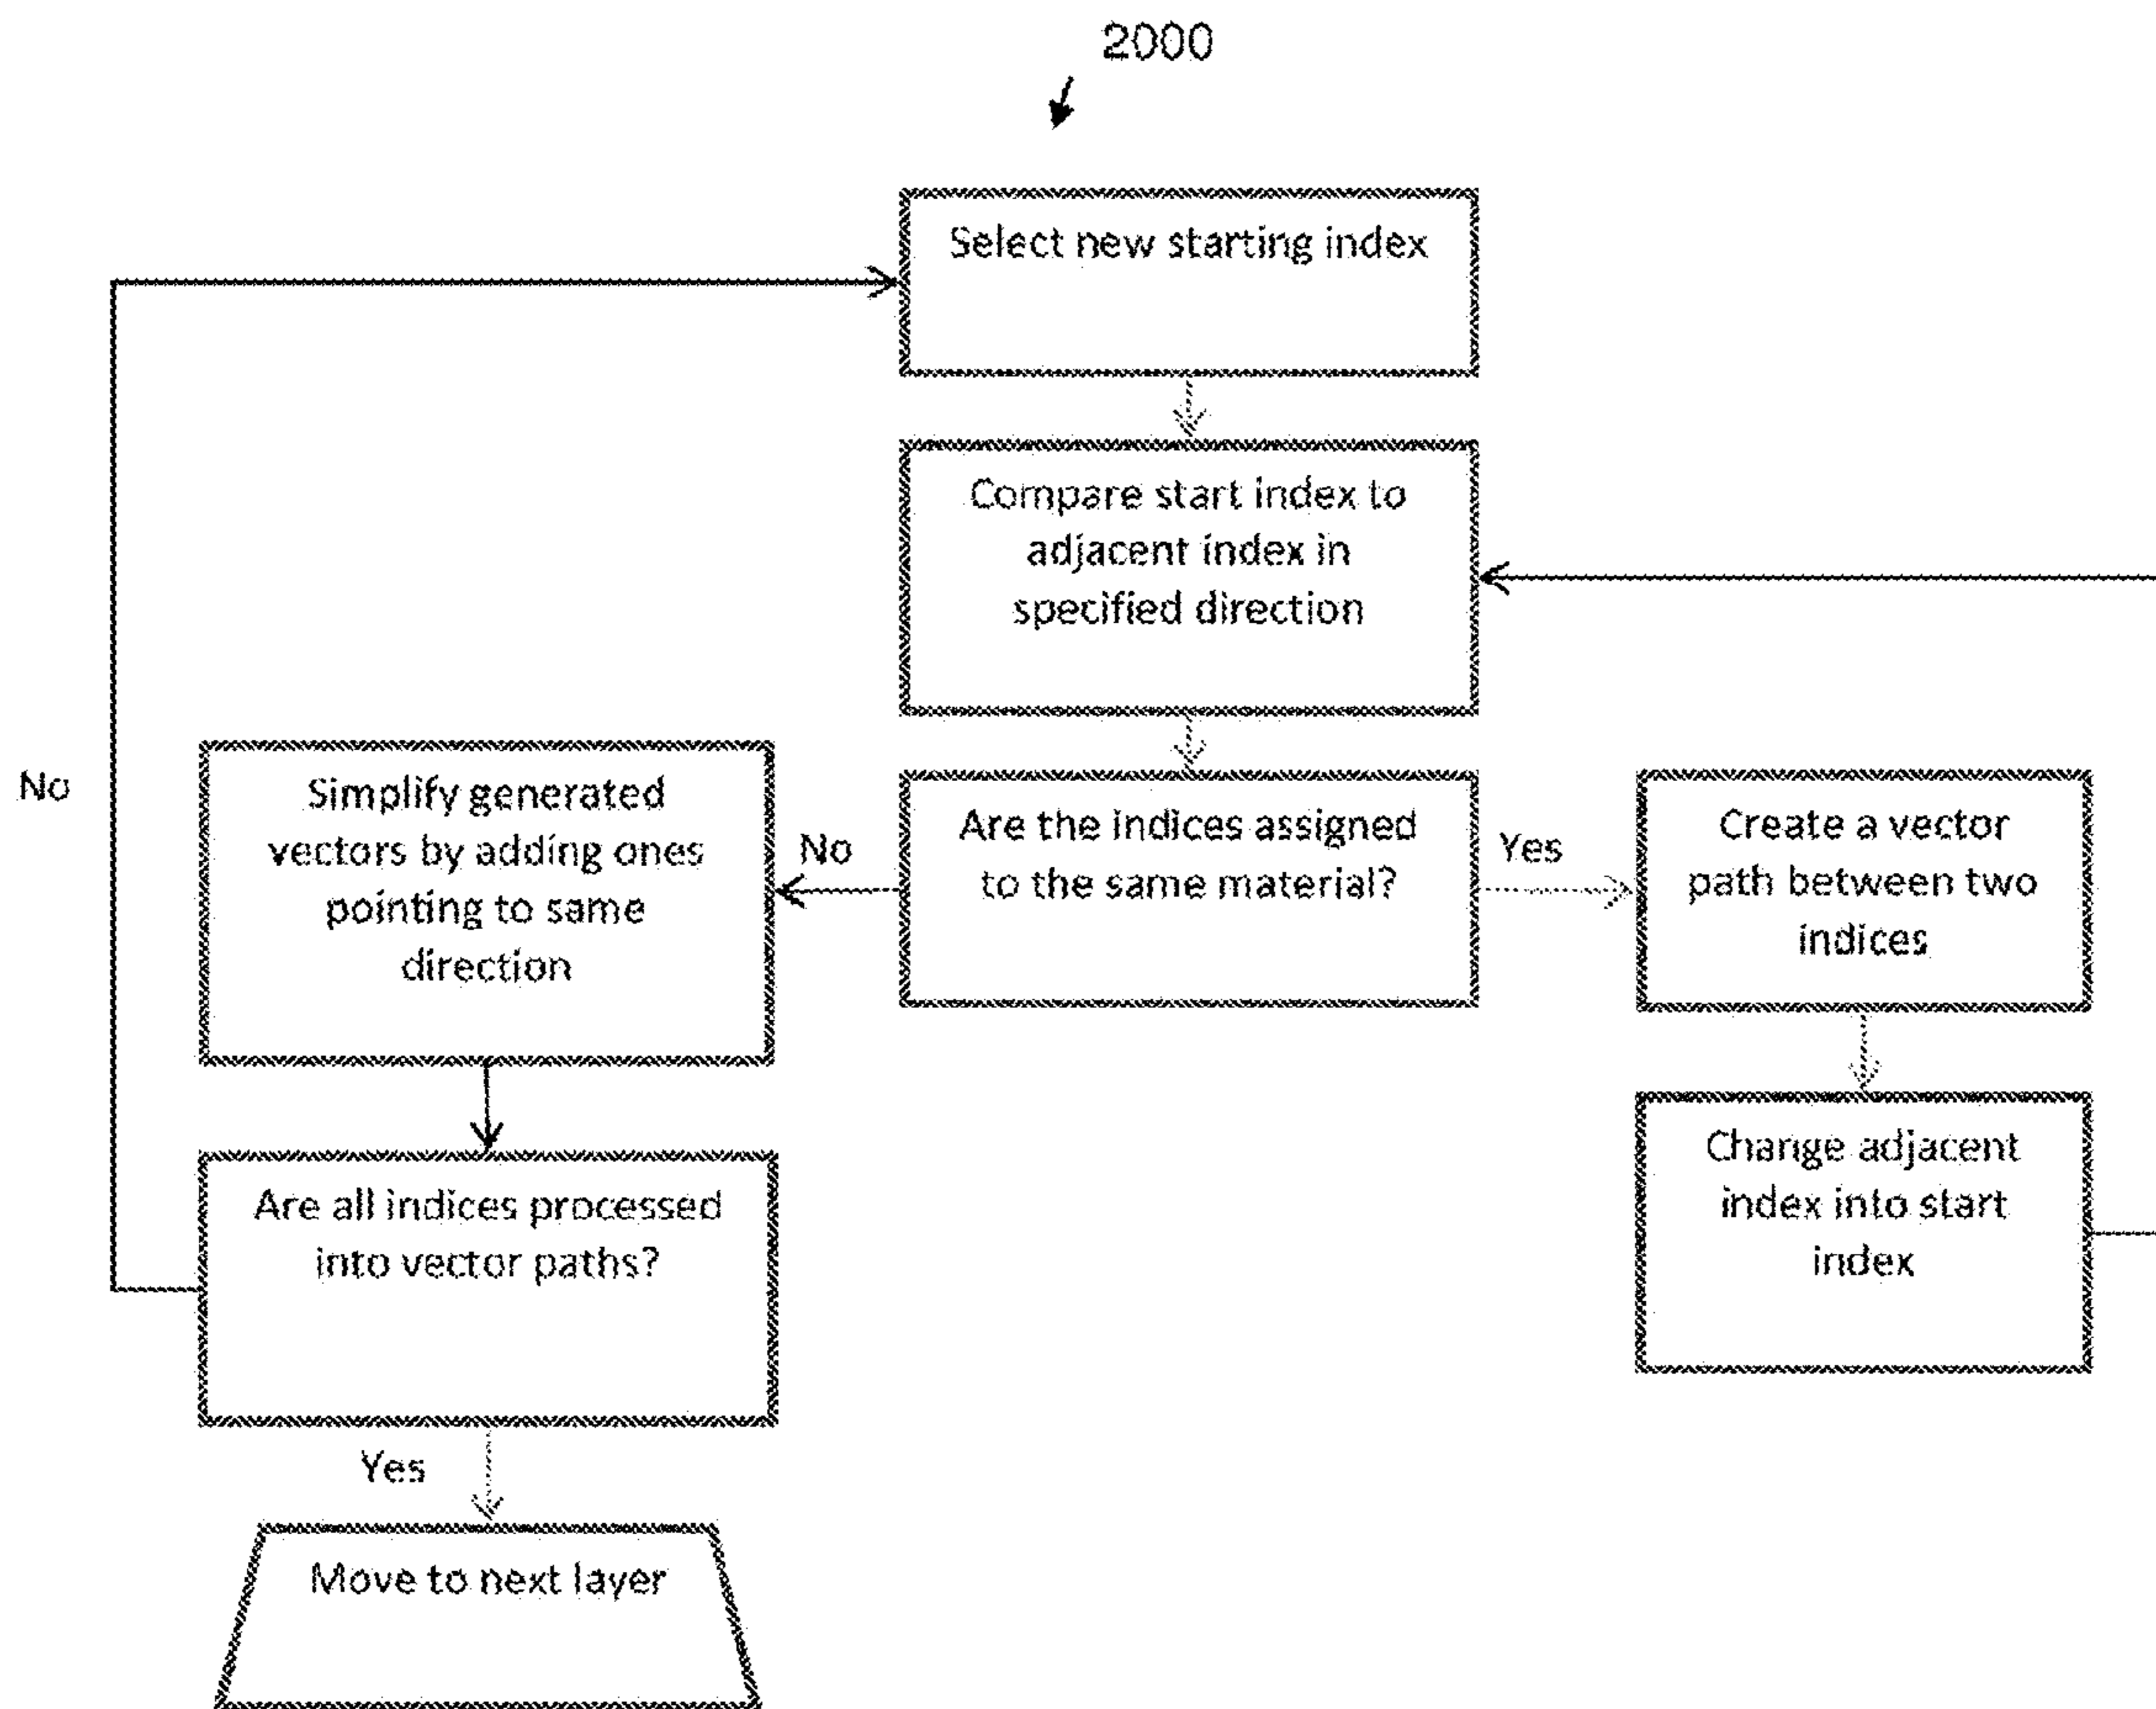 2000
Select new starting index
Compare start index to
adjacent index in
specified direction
No
Simplify generated
vectors by adding ones
pointing to same
direction
No
Are the indices assigned
to the same material?
Yes
Create a vector
path between two
indices
Are all indices processed
into vector paths?
Change adjacent
index into start
index
Yes
Move to next layer